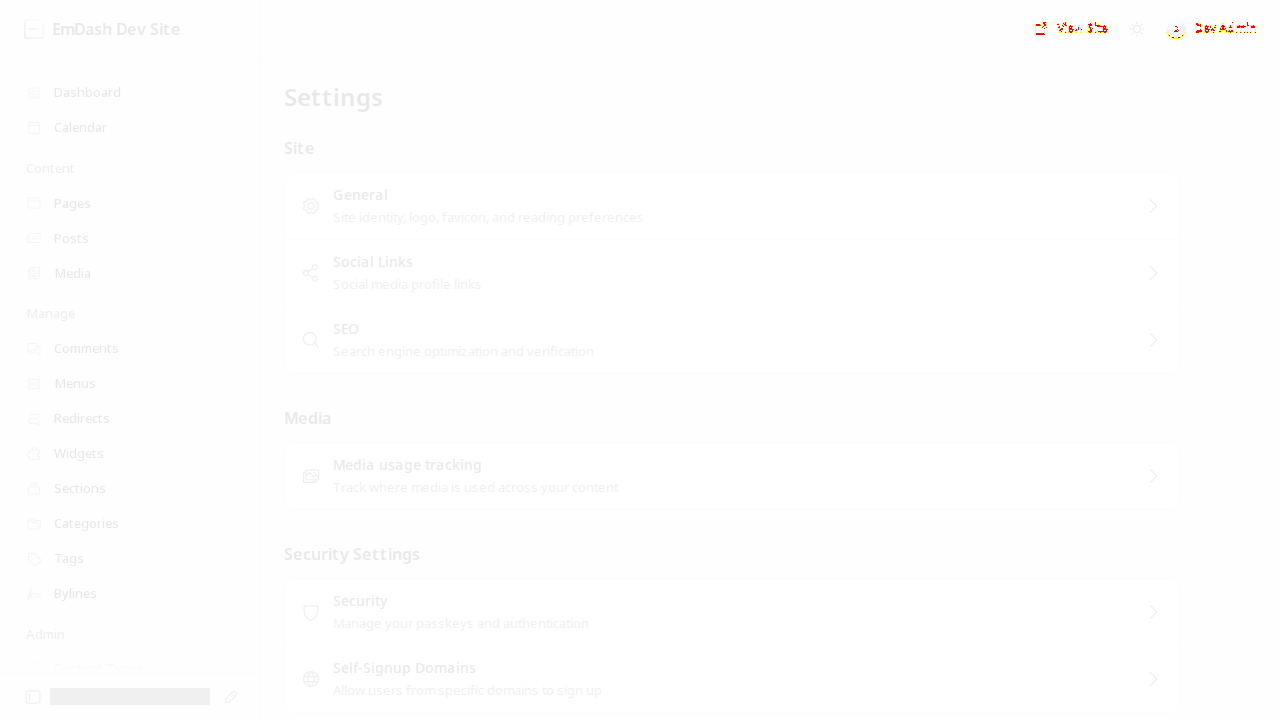 EmDash Dev Site
View Site
Dev Admin
Dashboard
Calendar
Content
Pages
Posts
Media
Manage
Comments
Menus
Redirects
Widgets
Sections
Categories
Tags
Bylines
Admin
Settings
Site
General
Site identity, logo, favicon, and reading preferences
Social Links
Social media profile links
SEO
Search engine optimization and verification
Media
Media usage tracking
Track where media is used across your content
Security Settings
Security
Manage your passkeys and authentication
Self-Signup Domains
Allow users from specific domains to sign up